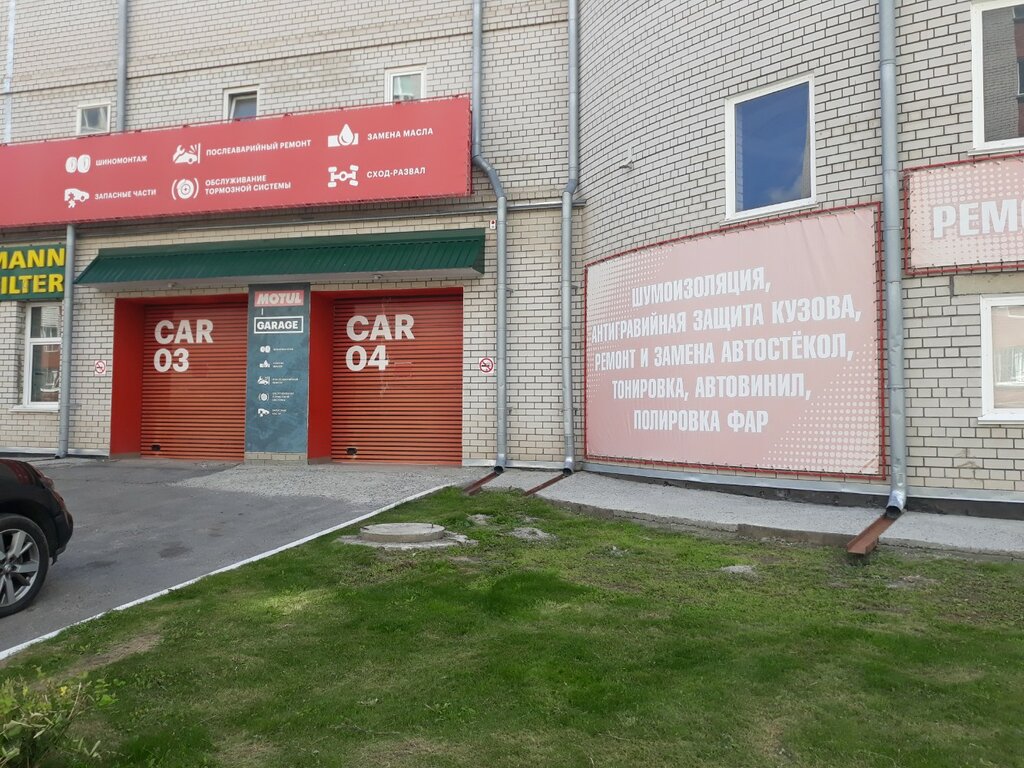 ШИНОМОНТАЖ
ПОСЛЕАВАРИЙНЫЙ РЕМОНТ
ЗАМЕНА МАСЛА
ЗАПАСНЫЕ ЧАСТИ
ОБСЛУЖИВАНИЕ
ТОРМОЗНОЙ СИСТЕМЫ
СХОД-РАЗВАЛ
MANN
FILTER
CAR
03
MOTUL
GARAGE
CAR
04
ШУМОИЗОЛЯЦИЯ,
АНТИГРАВИЙНАЯ ЗАЩИТА КУЗОВА,
РЕМОНТ И ЗАМЕНА АВТОСТЁКОЛ,
ТОНИРОВКА, АВТОВИНИЛ,
ПОЛИРОВКА ФАР
РЕМ